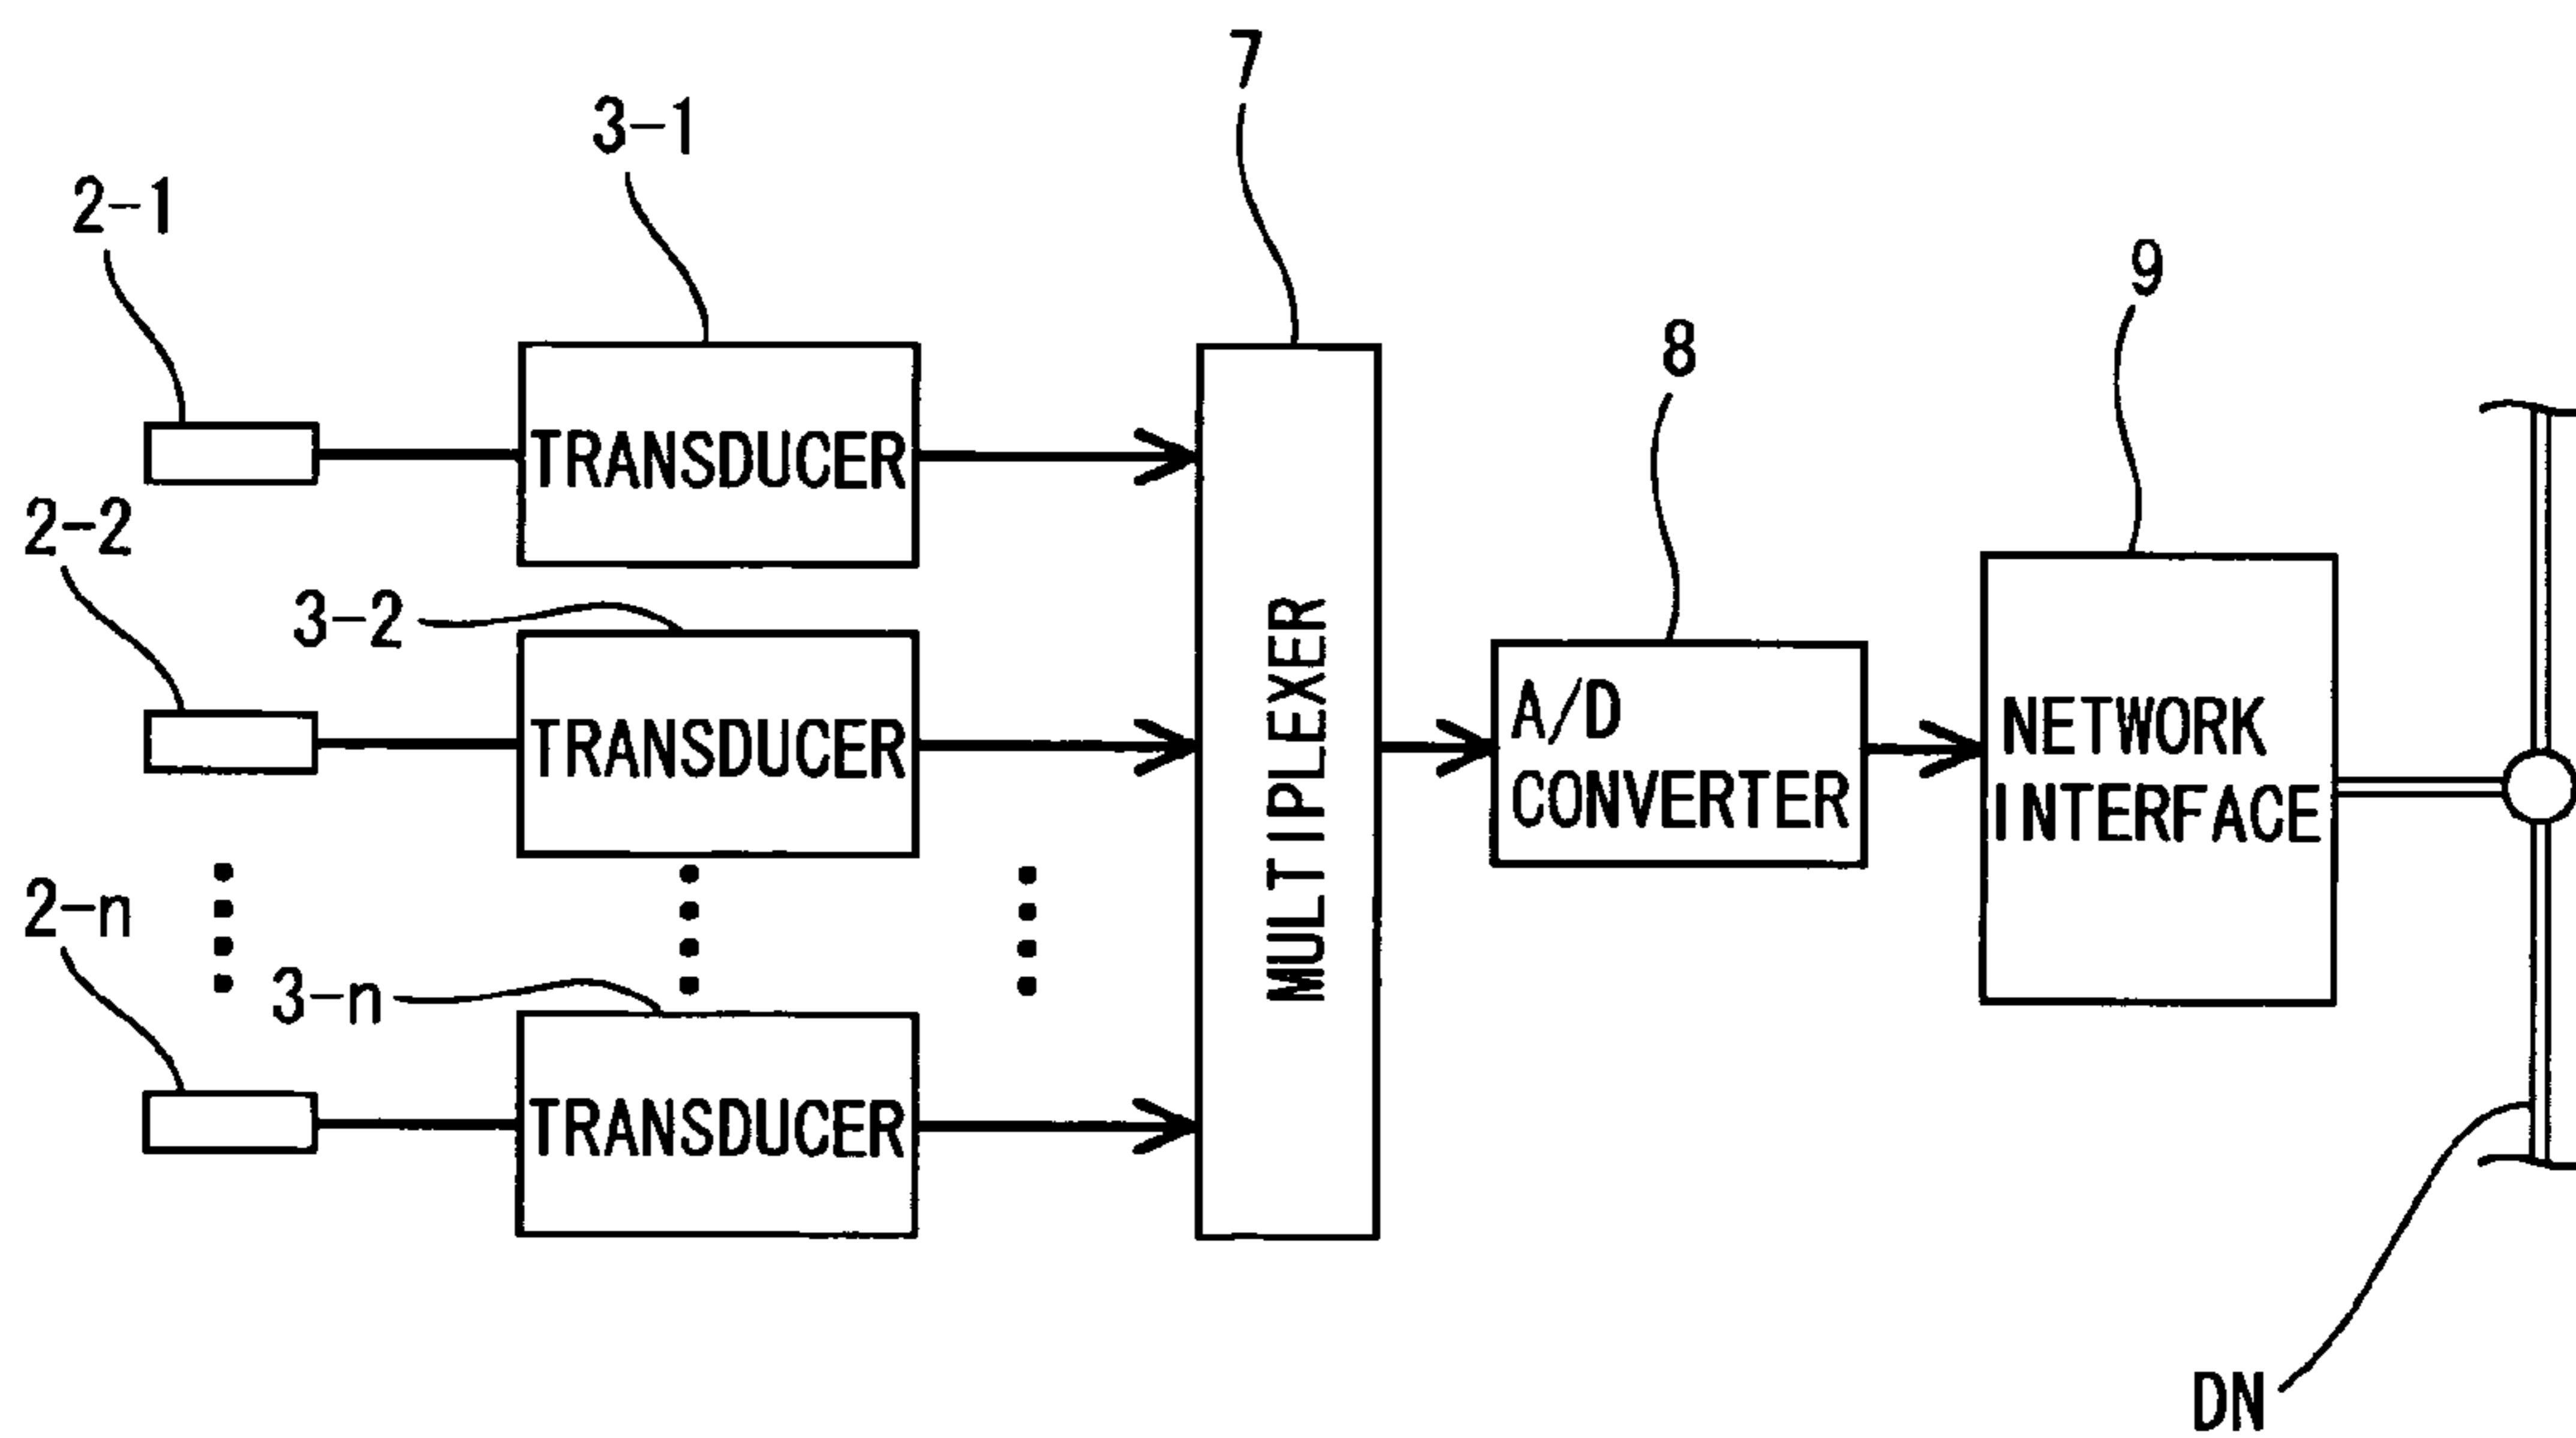 7
3-1
2-1
9
8
TRANSDUCER
2-2
3-2
MULTIPLEXER
A/D
CONVERTER
NETWORK
INTERFACE
TRANSDUCER
2-n
3-n
TRANSDUCER
DN